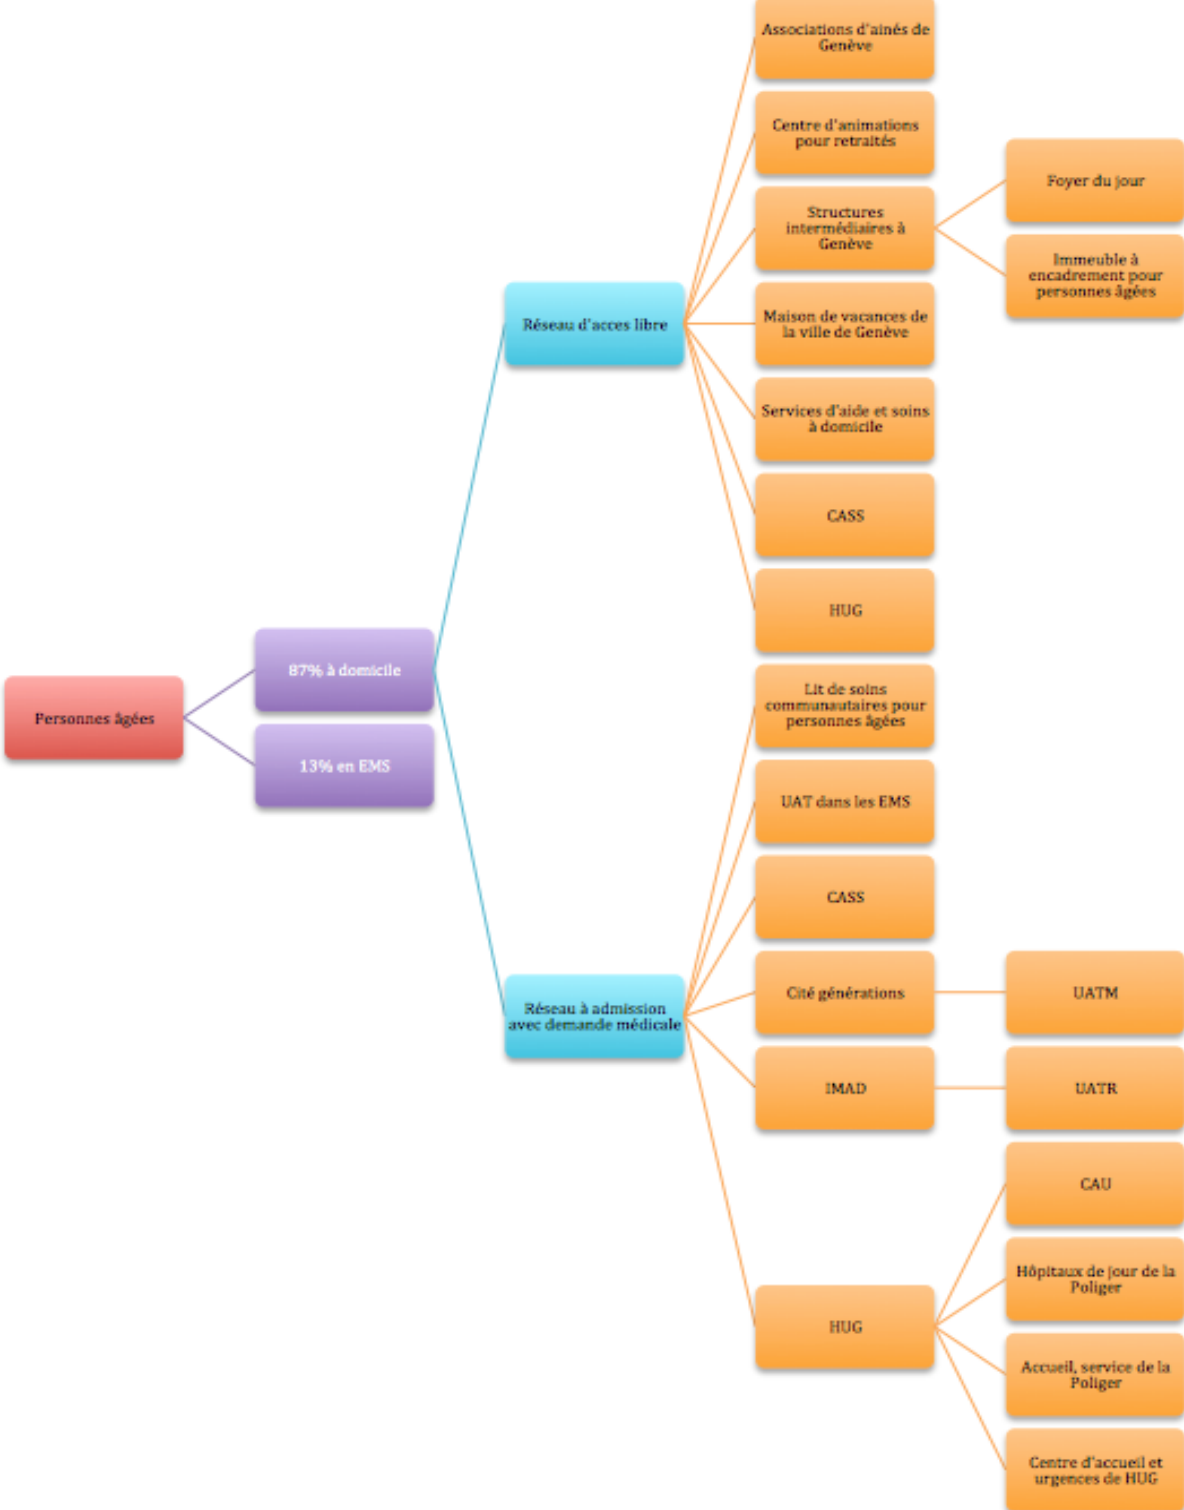 Personnes âgées
87% à domicile
13% en EMS
Réseau d'acces libre
Associations d'ainés de
Genève
Centre d'animations
pour retraités
Structures
intermédiaires à
Genève
Foyer du jour
Immeuble à
encadrement pour
personnes âgées
Maison de vacances de
la ville de Genève
Services d'aide et soins
à domicile
CASS
HUG
Réseau à admission
avec demande médicale
Lit de soins
communautaires pour
personnes âgées
UAT dans les EMS
CASS
Cité générations
UATM
IMAD
UATR
HUG
CAU
Hôpitaux de jour de la
Poliger
Accueil, service de la
Poliger
Centre d'accueil et
urgences de HUG